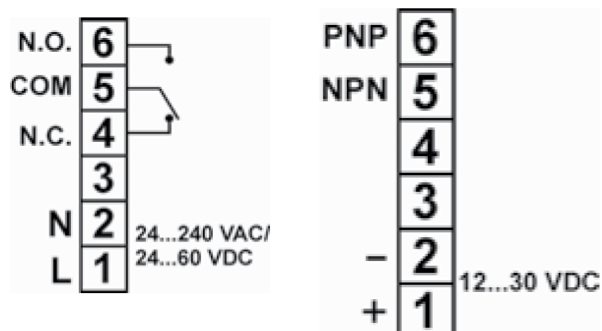 N.O. 6
COM 5
N.C. 4
3
N 2 24...240 VAC/
L 1 24...60 VDC
PNP 6
NPN 5
4
3
– 2
12...30 VDC
+ 1